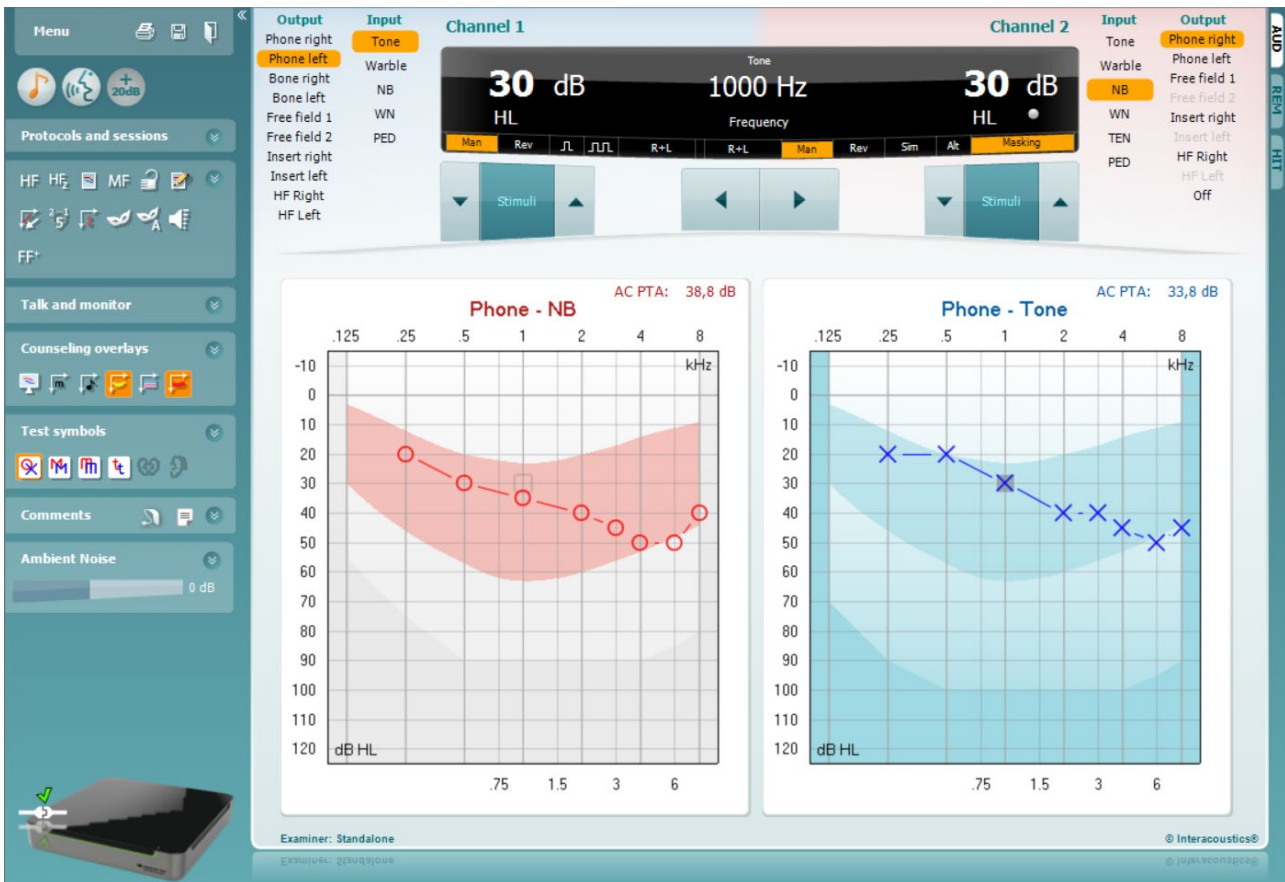 Menu
+
20dB
Protocols and sessions
HF HFz MF
2 5 -1
A
FF+
Talk and monitor
Counseling overlays
m
Test symbols
M m t t
Comments
Ambient Noise
0 dB
Output Input Channel 1
Phone right Tone
Phone left Warble
Bone right NB
Bone left WN
Free field 1 PED
Free field 2
Insert right
Insert left
HF Right
HF Left
Tone
30 dB 1000 Hz 30 dB
HL Frequency HL
Man Rev R+L R+L Man Rev Sim Alt Masking
Stimuli Stimuli
Channel 2 Input Output
Tone Phone right
Warble Phone left
NB Free field 1
WN Free field 2
TEN Insert right
PED Insert left
HF Right
HF Left
Off
AUD
REM
HIT
AC PTA: 38,8 dB
Phone - NB
.125 .25 .5 1 2 4 8
kHz
-10
0
10
20
30
40
50
60
70
80
90
100
110
120 dB HL
.75 1.5 3 6
AC PTA: 33,8 dB
Phone - Tone
.125 .25 .5 1 2 4 8
kHz
-10
0
10
20
30
40
50
60
70
80
90
100
110
120 dB HL
.75 1.5 3 6
Examiner: Standalone © Interacoustics®